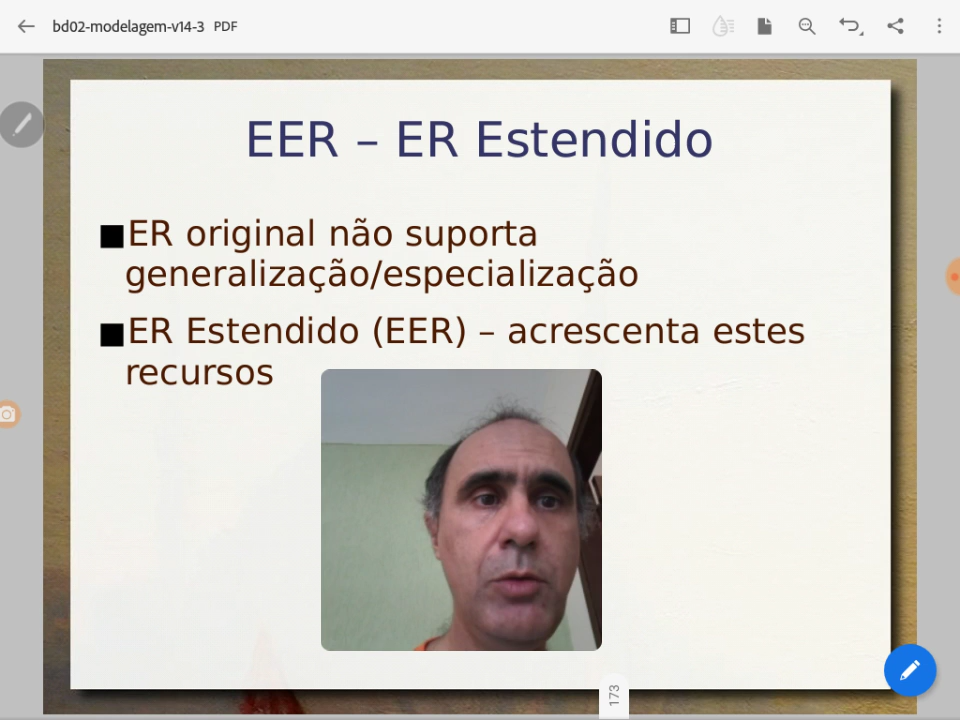 bd02-modelagem-v14-3 PDF
EER – ER Estendido
ER original não suporta
generalização/especialização
ER Estendido (EER) – acrescenta estes
recursos
173